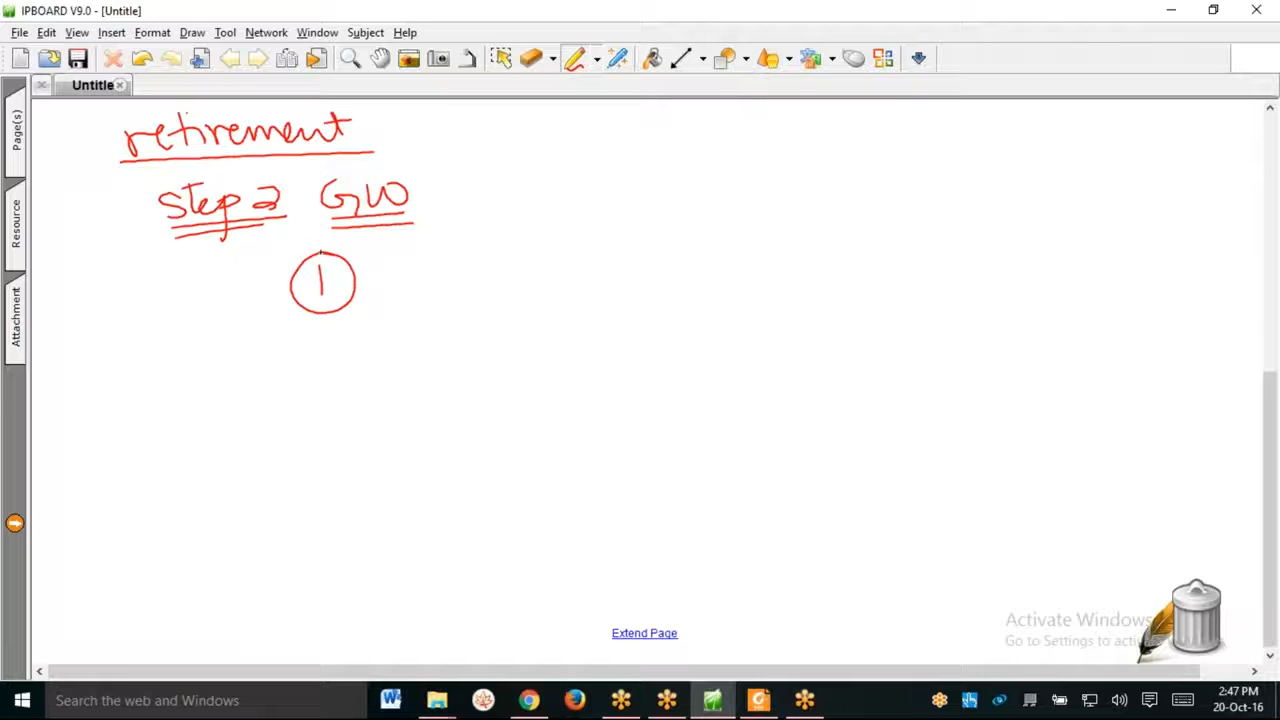 IPBOARD V9.0 - [Untitle]
File Edit View Insert Format Draw Tool Network Window Subject Help
Untitle
Page(s)
Resource
Attachment
retirement
Step 2 GW
1
Extend Page
Activate Windows
Go to Settings to activ
Search the web and Windows
2:47 PM
20-Oct-16